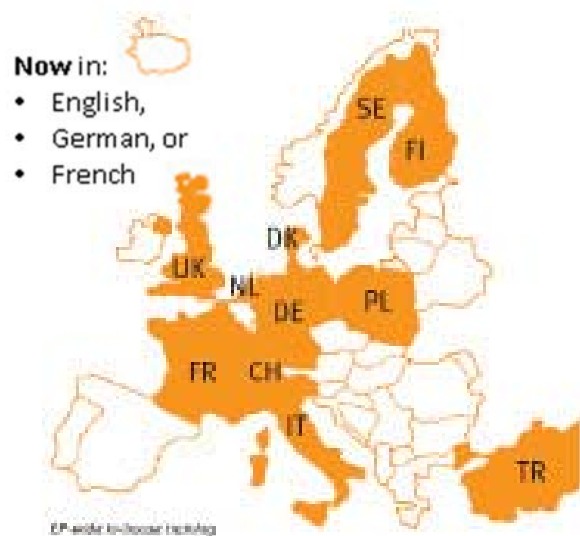 Now in:
• English,
• German, or
• French
SE
FI
DK
UK
NL
DE
PL
FR
CH
IT
TR